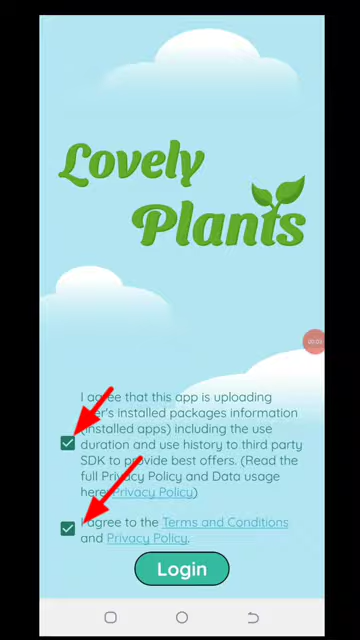 Lovely
Plants
20:03
I agree that this app is uploading
user's installed packages information
(installed apps) including the use
duration and use history to third party
SDK to provide best offers. (Read the
full Privacy Policy and Data usage
here: Privacy Policy)
I agree to the Terms and Conditions
and Privacy Policy.
Login